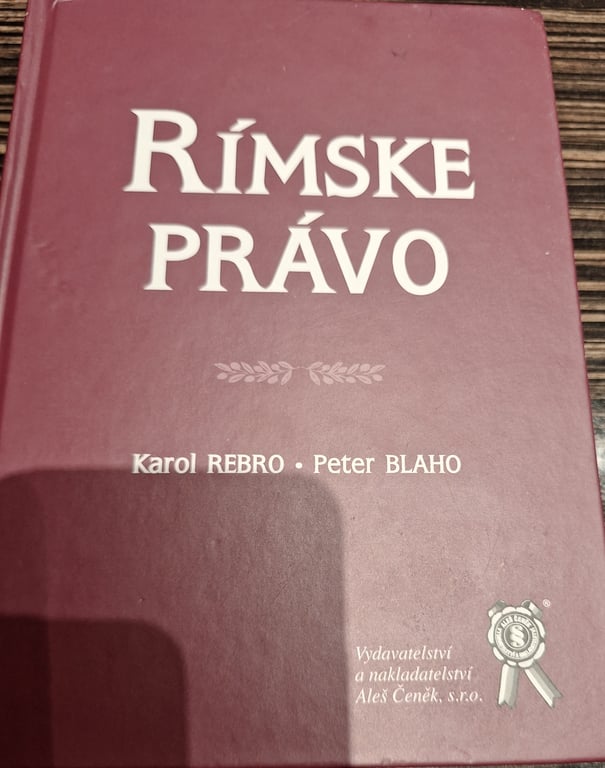 RÍMSKE
PRÁVO
Karol REBRO • Peter BLAHO
Vydavatelství
a nakladatelství
Aleš Čeněk, s.r.o.
®
§